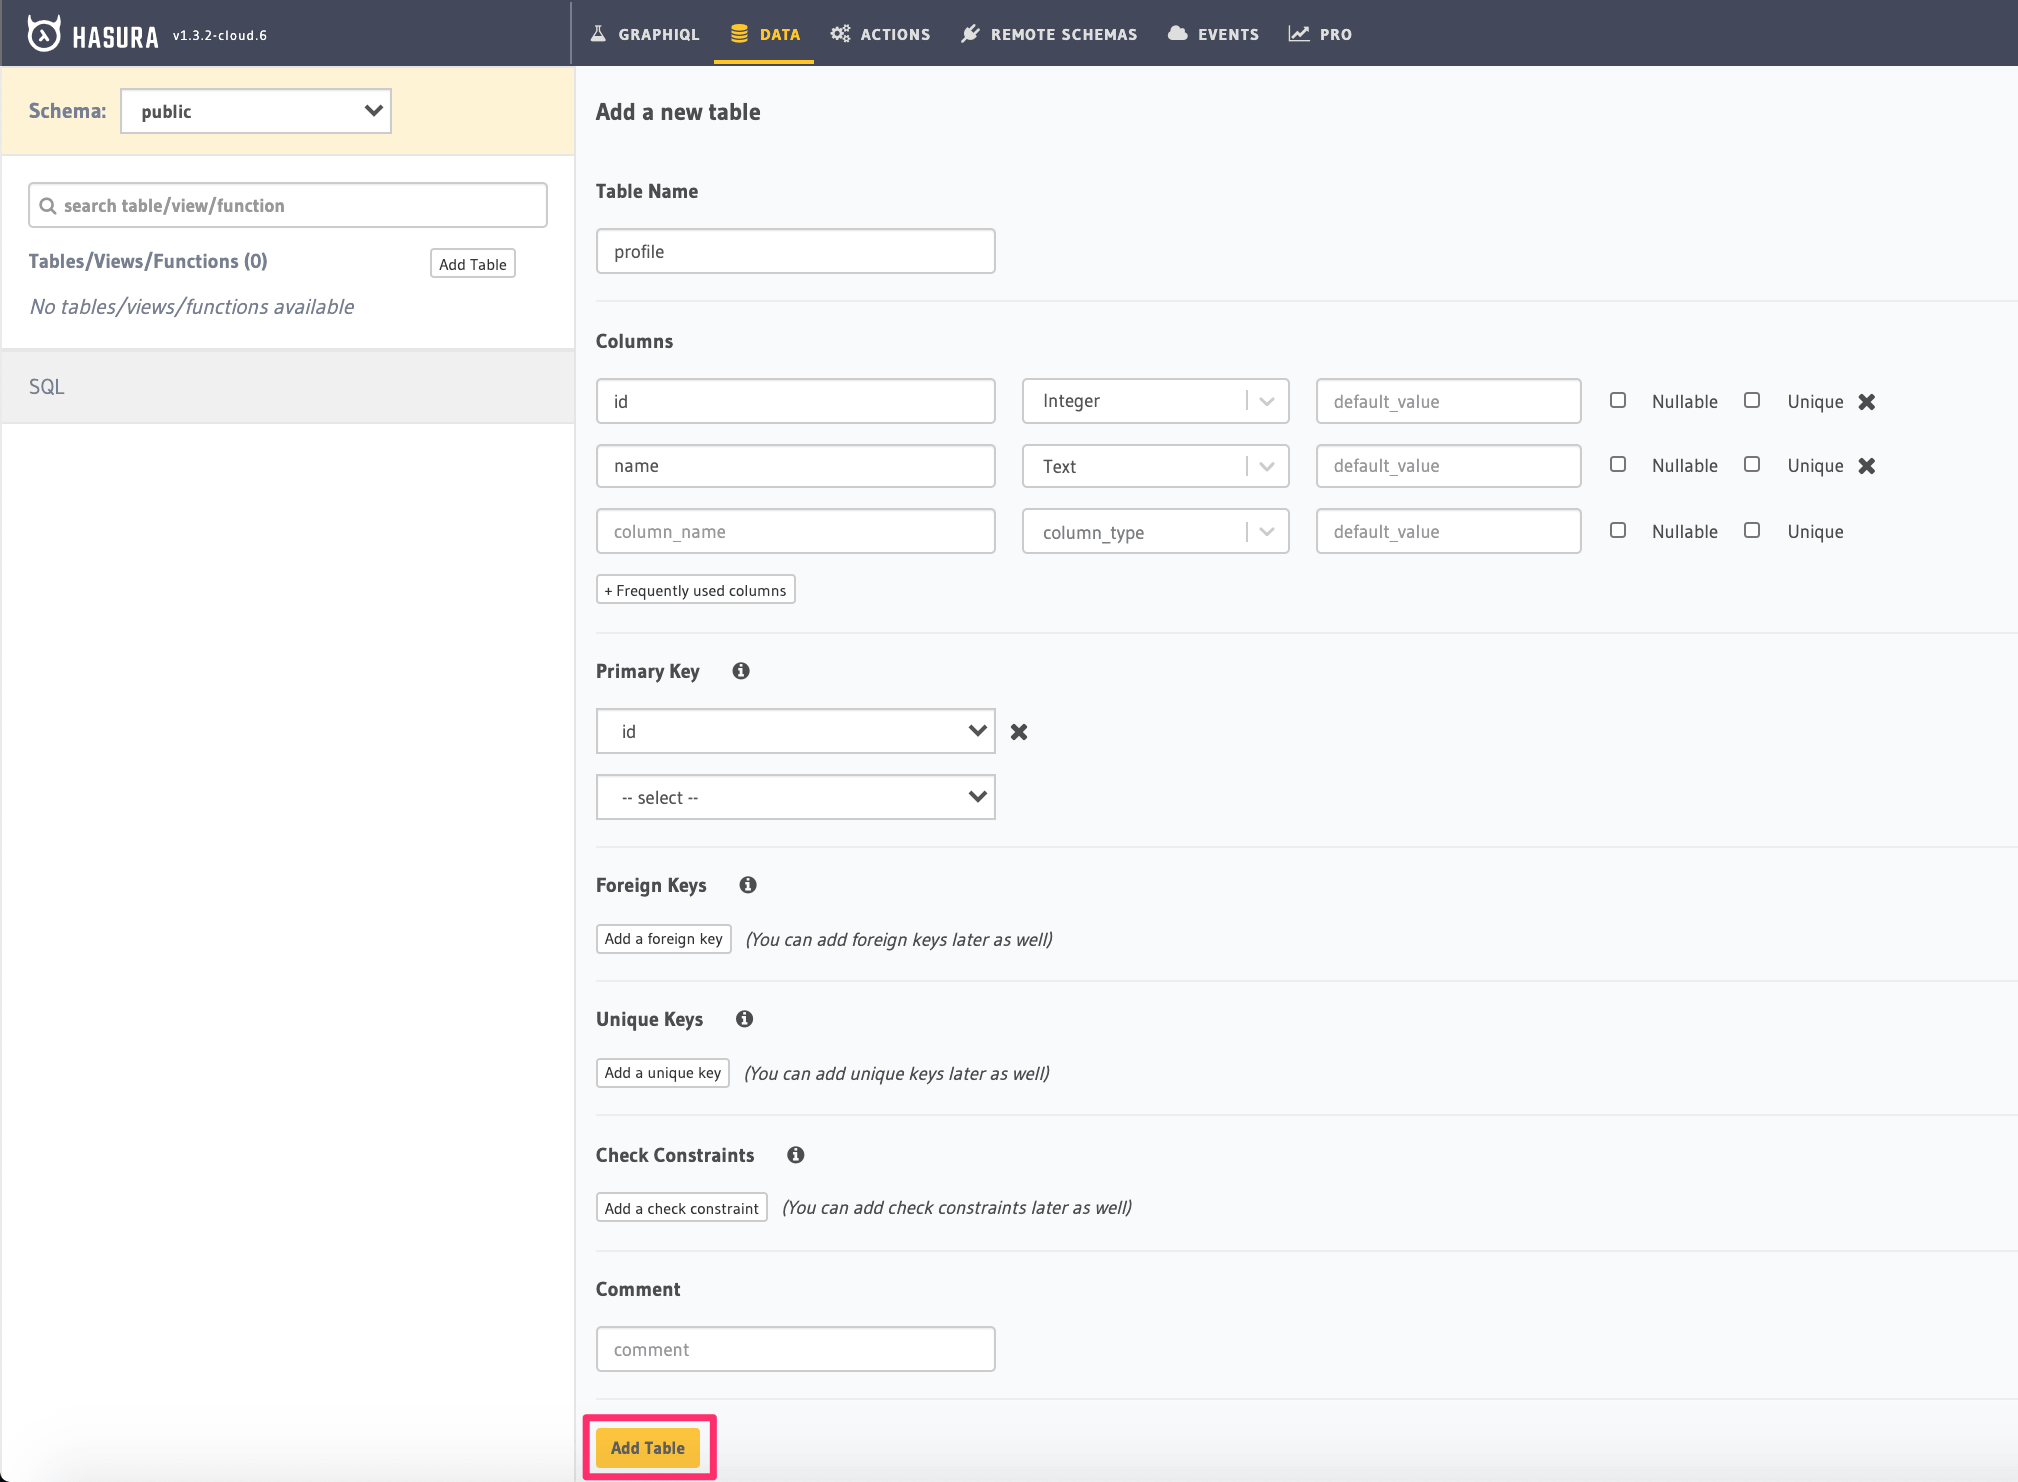 HASURA v1.3.2-cloud.6
GRAPHIQL DATA ACTIONS REMOTE SCHEMAS EVENTS PRO
Schema: public
search table/view/function
Tables/Views/Functions (0) Add Table
No tables/views/functions available
SQL
Add a new table
Table Name
profile
Columns
id Integer default_value Nullable Unique
name Text default_value Nullable Unique
column_name column_type default_value Nullable Unique
+ Frequently used columns
Primary Key
id
-- select --
Foreign Keys
Add a foreign key (You can add foreign keys later as well)
Unique Keys
Add a unique key (You can add unique keys later as well)
Check Constraints
Add a check constraint (You can add check constraints later as well)
Comment
comment
Add Table